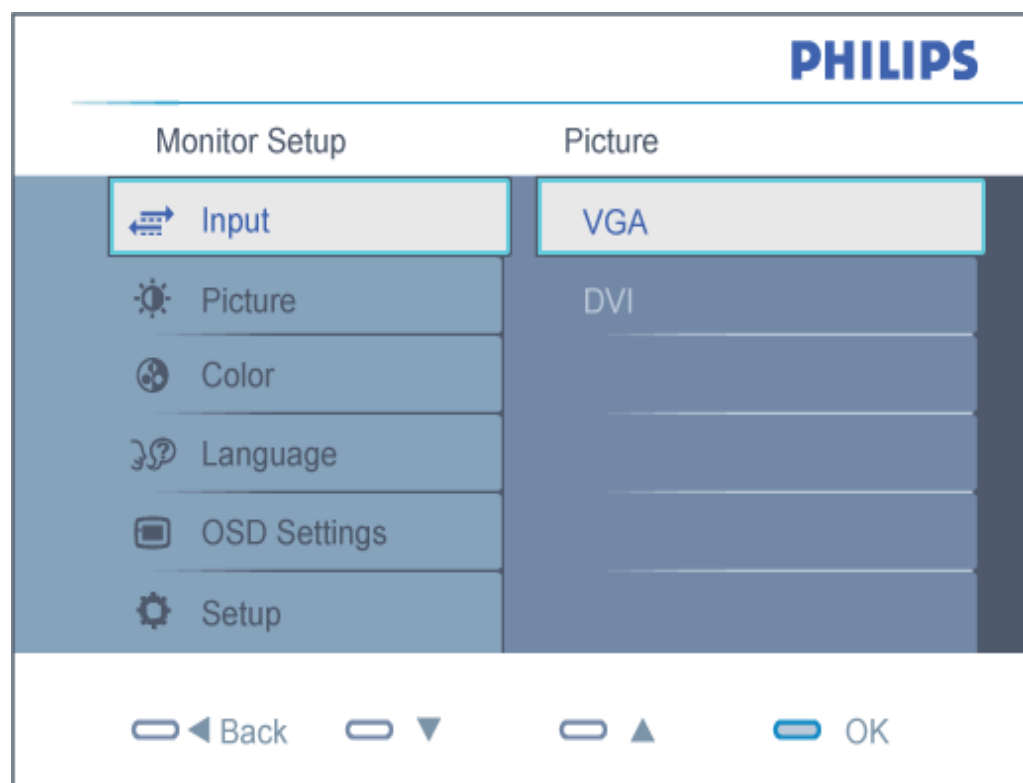 PHILIPS
Monitor Setup Picture
Input VGA
Picture DVI
Color
Language
OSD Settings
Setup
Back OK